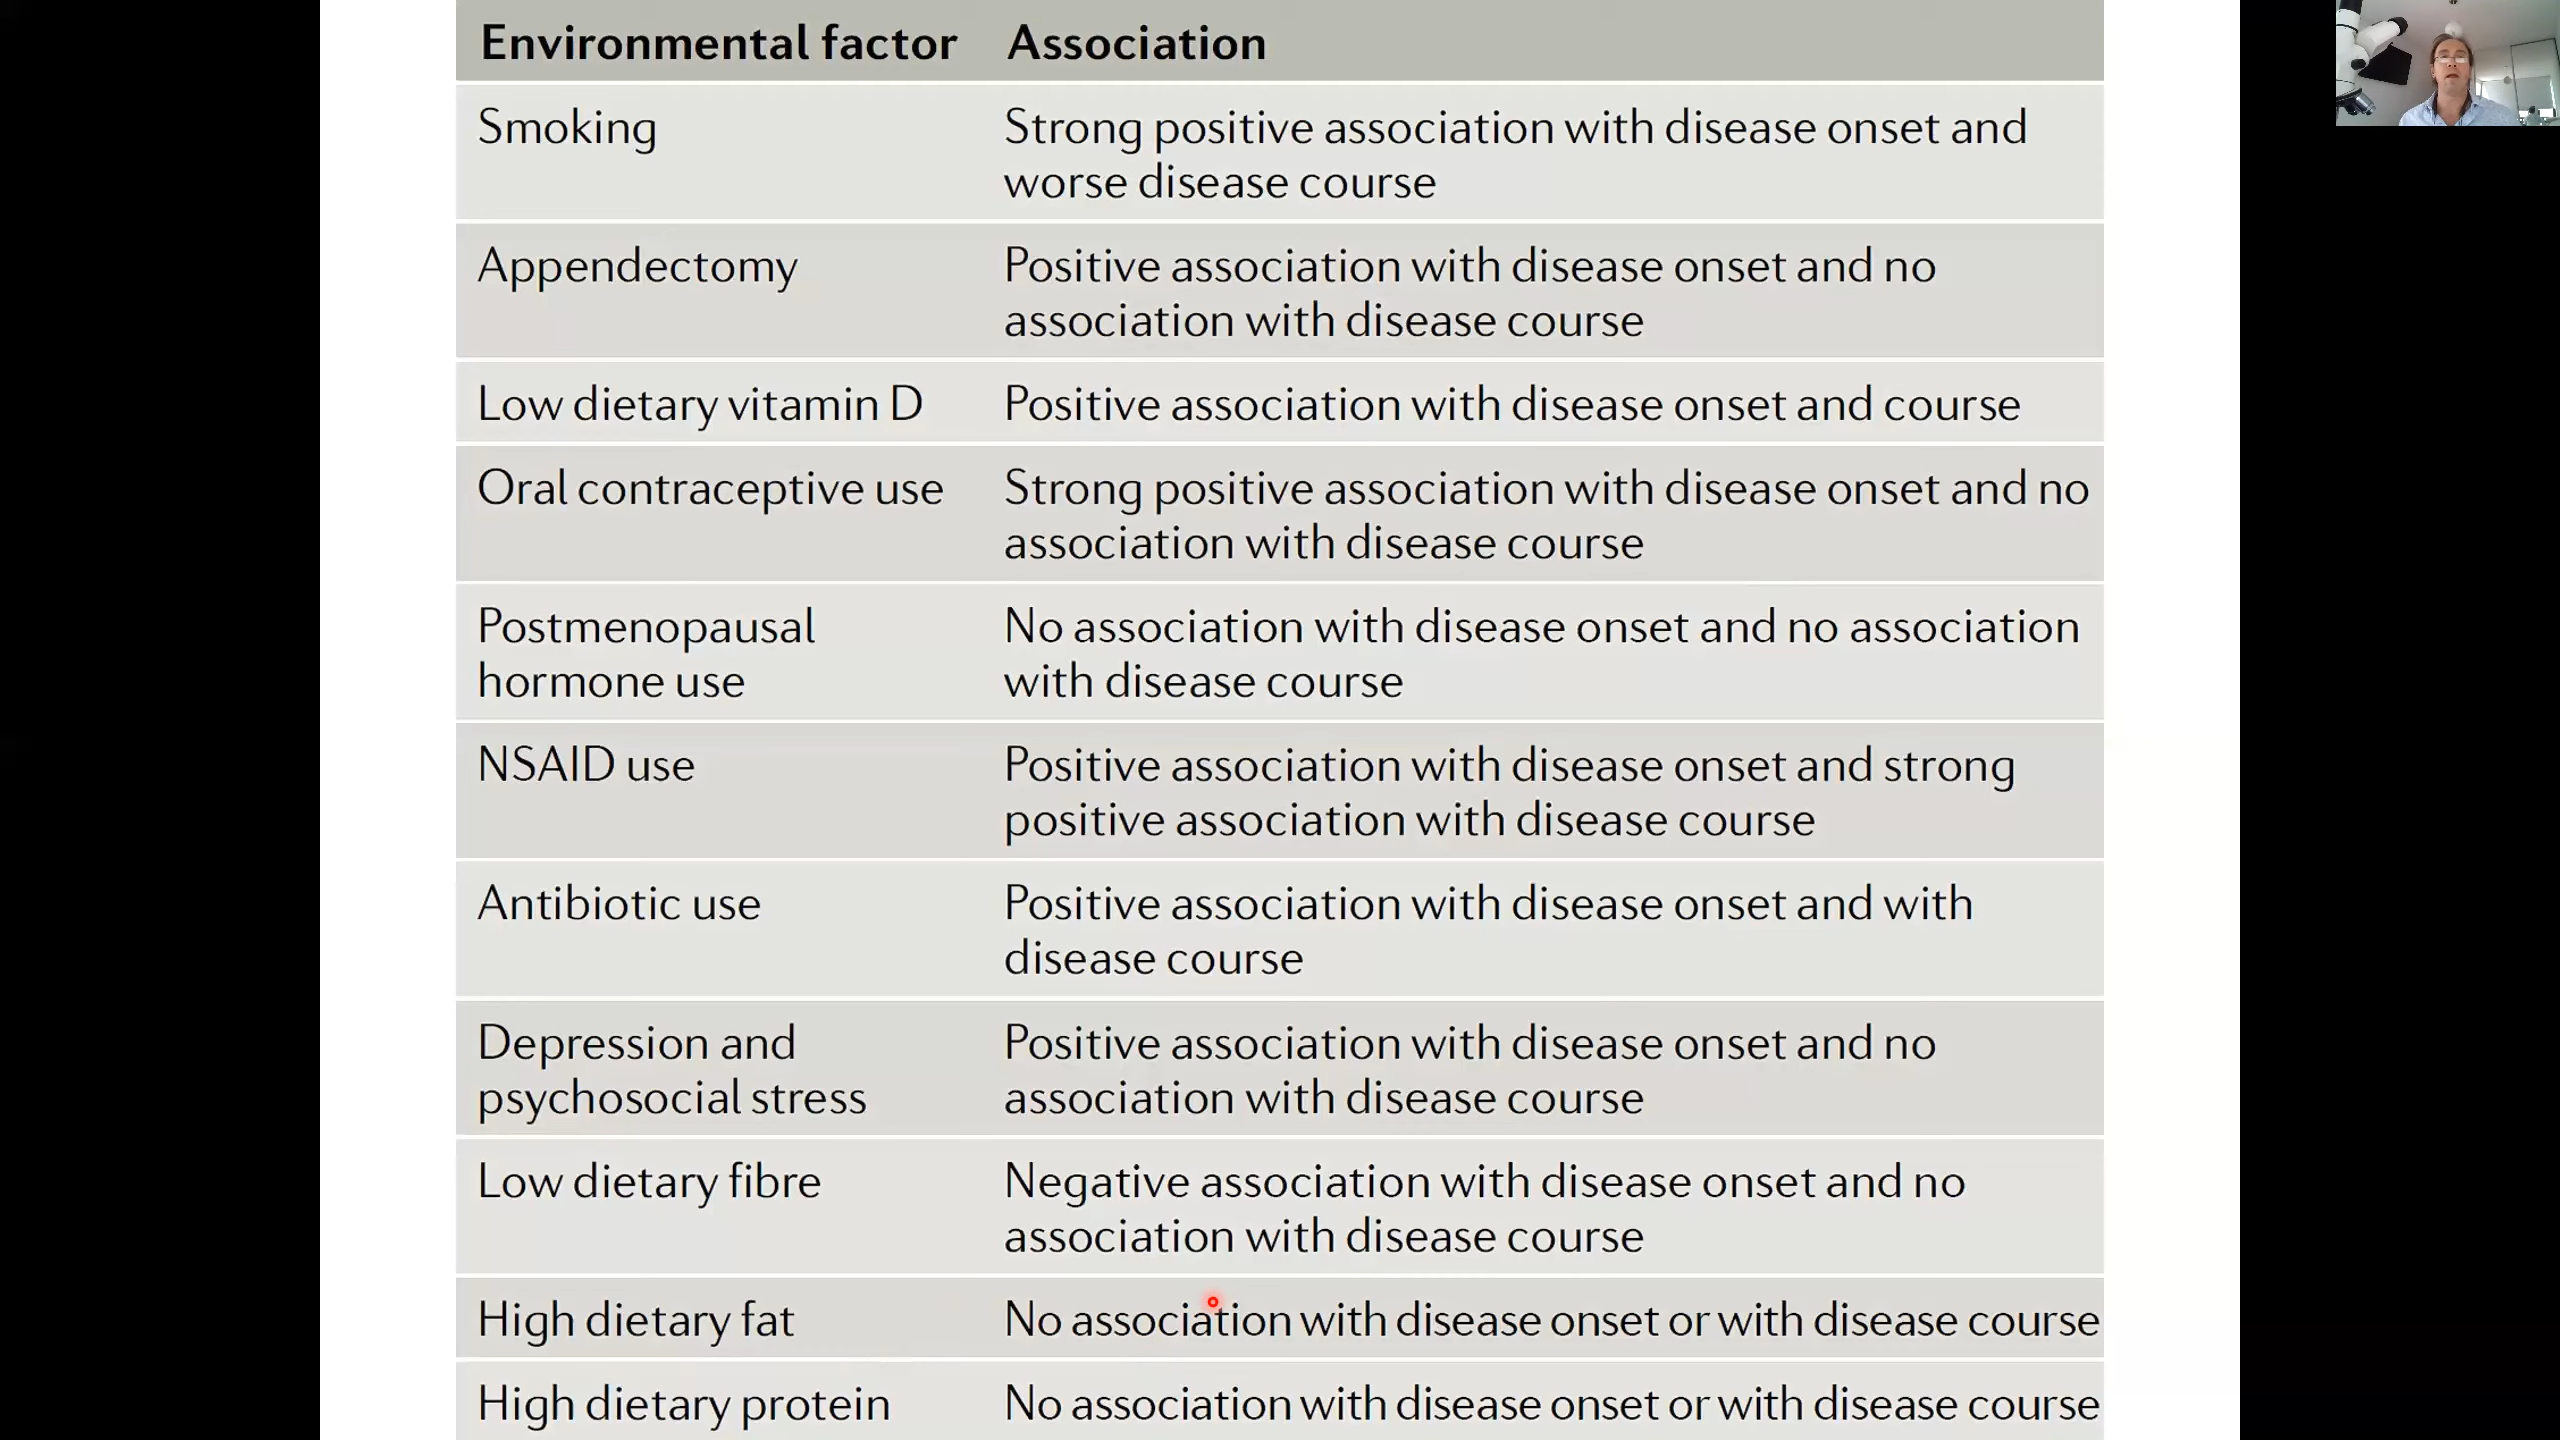 Environmental factor Association
Smoking Strong positive association with disease onset and
worse disease course
Appendectomy Positive association with disease onset and no
association with disease course
Low dietary vitamin D Positive association with disease onset and course
Oral contraceptive use Strong positive association with disease onset and no
association with disease course
Postmenopausal No association with disease onset and no association
hormone use with disease course
NSAID use Positive association with disease onset and strong
positive association with disease course
Antibiotic use Positive association with disease onset and with
disease course
Depression and Positive association with disease onset and no
psychosocial stress association with disease course
Low dietary fibre Negative association with disease onset and no
association with disease course
High dietary fat No association with disease onset or with disease course
High dietary protein No association with disease onset or with disease course